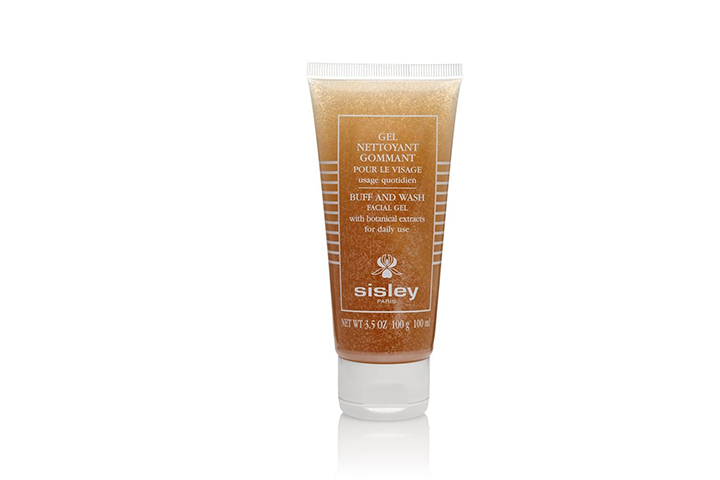 GEL
NETTOYANT
GOMMANT
POUR LE VISAGE
usage quotidien
BUFF AND WASH
FACIAL GEL
with botanical extracts
for daily use
sisley
PARIS
NET WT 3.5 OZ 100 g 100 ml